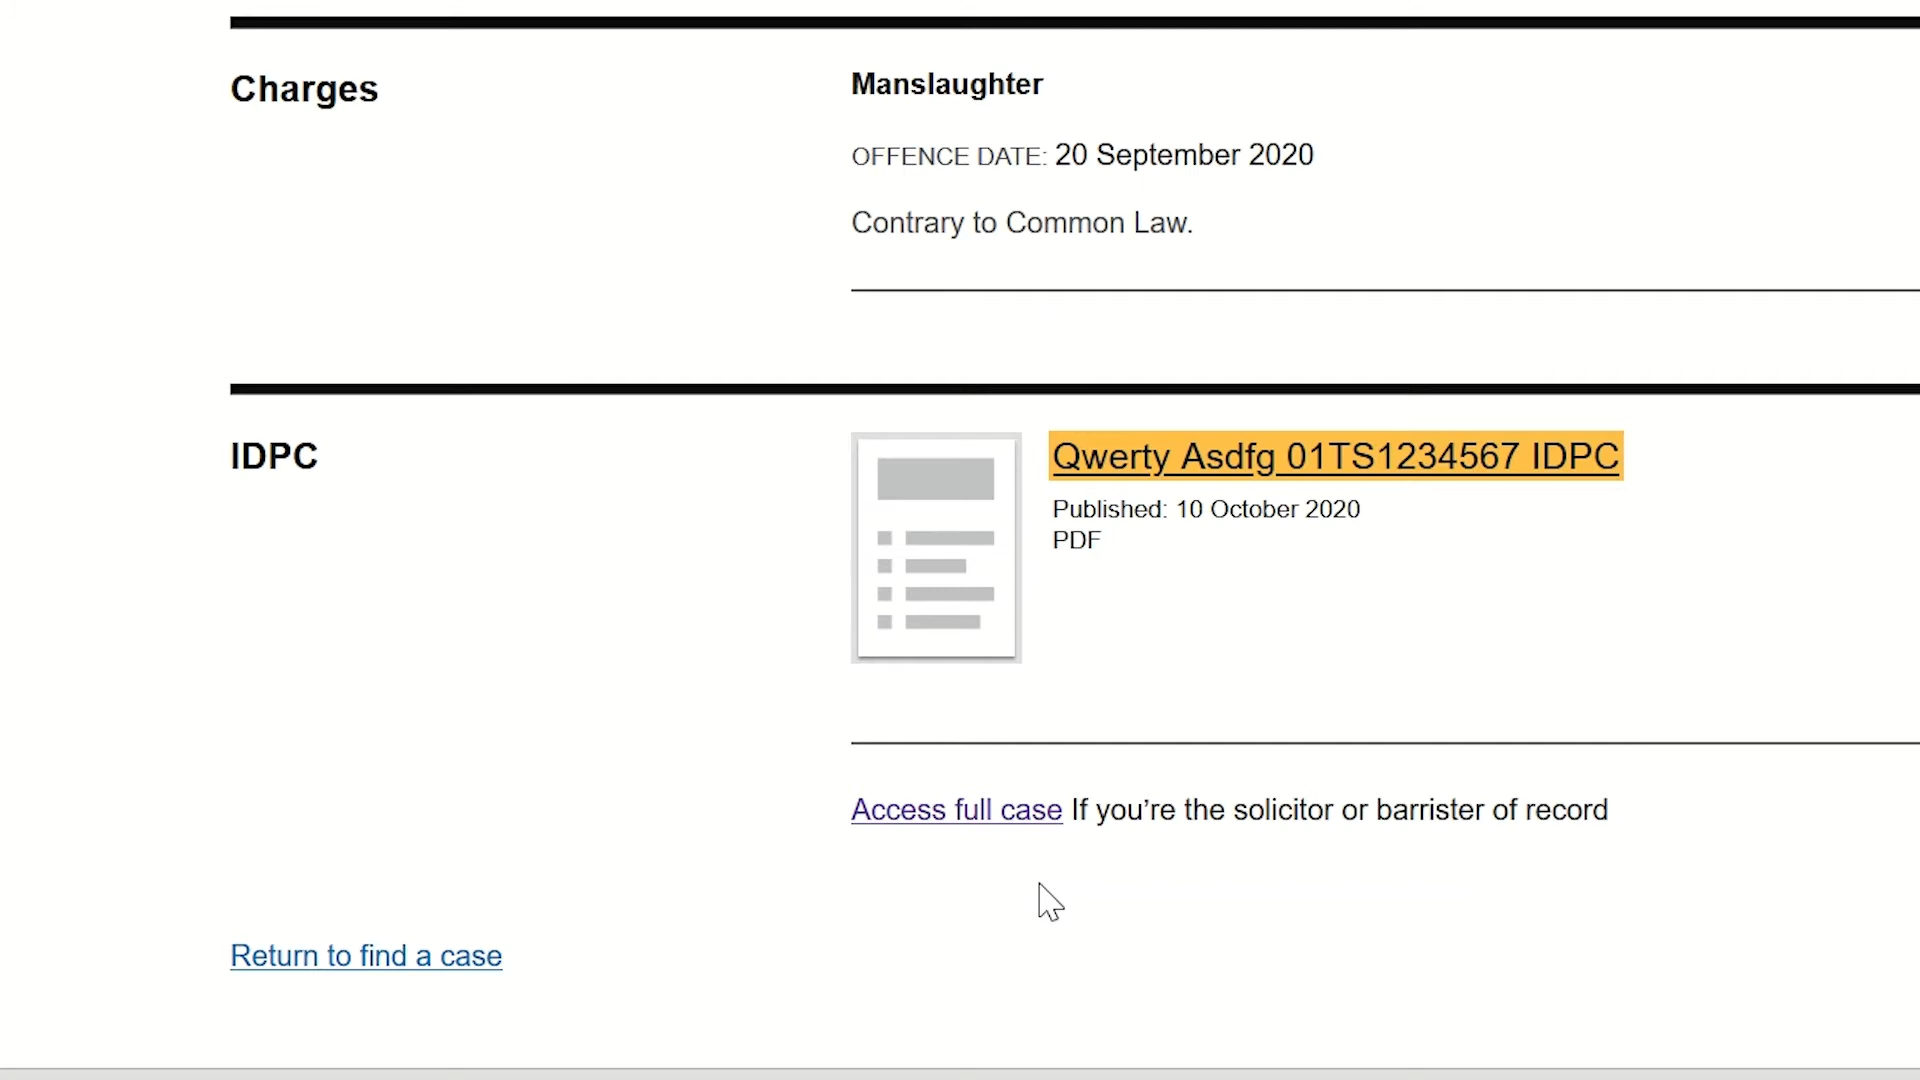 Charges
Manslaughter
OFFENCE DATE: 20 September 2020
Contrary to Common Law.
IDPC
Qwerty Asdfg 01TS1234567 IDPC
Published: 10 October 2020
PDF
Access full case If you’re the solicitor or barrister of record
Return to find a case